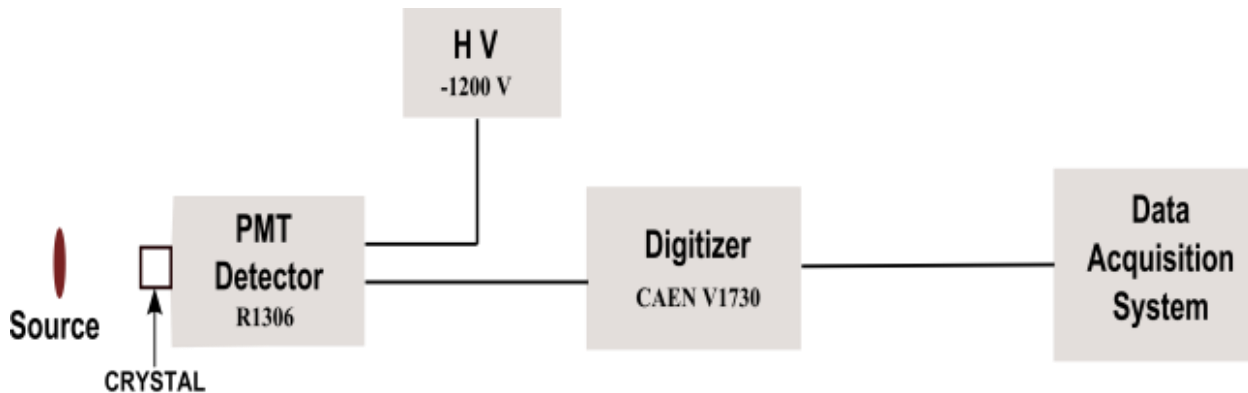 H V
-1200 V
PMT
Detector
R1306
Source
CRYSTAL
Digitizer
CAEN V1730
Data
Acquisition
System